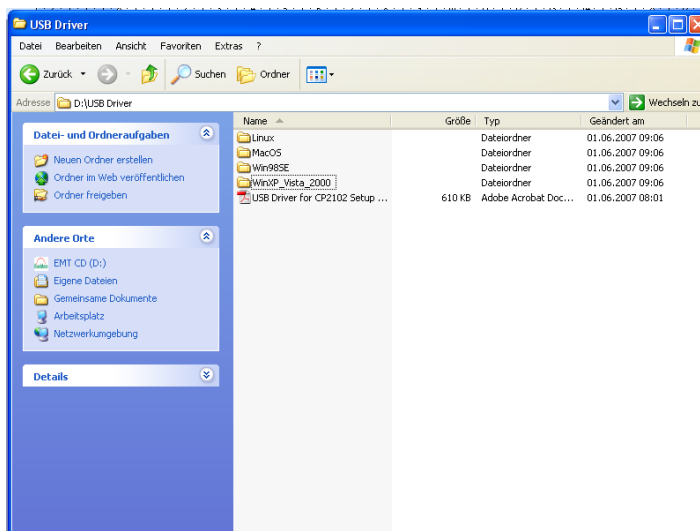 USB Driver
Datei Bearbeiten Ansicht Favoriten Extras ?
Zurück Suchen Ordner
Adresse D:\USB Driver Wechseln zu
Name Größe Typ Geändert am
Linux Dateiordner 01.06.2007 09:06
MacOS Dateiordner 01.06.2007 09:06
Win98SE Dateiordner 01.06.2007 09:06
WinXP_Vista_2000 Dateiordner 01.06.2007 09:06
USB Driver for CP2102 Setup ... 610 KB Adobe Acrobat Doc... 01.06.2007 08:01
Datei- und Ordneraufgaben
Neuen Ordner erstellen
Ordner im Web veröffentlichen
Ordner freigeben
Andere Orte
EMT CD (D:)
Eigene Dateien
Gemeinsame Dokumente
Arbeitsplatz
Netzwerkumgebung
Details